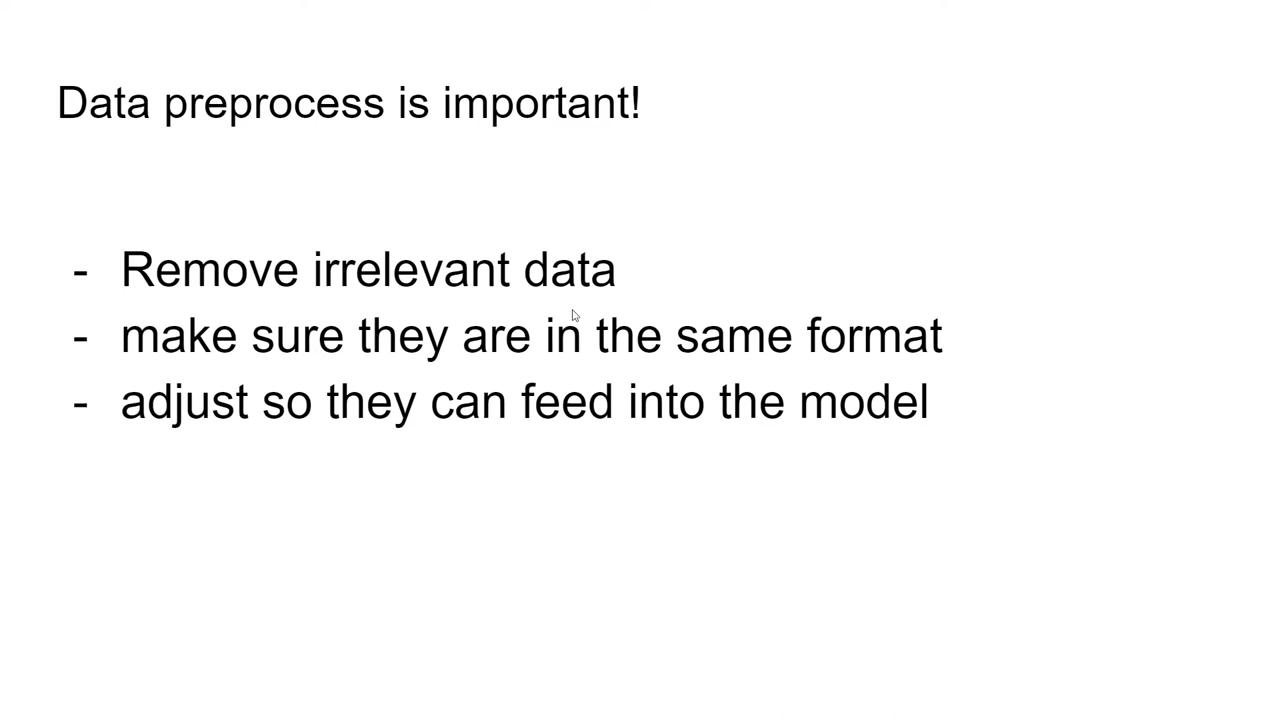 Data preprocess is important!
- Remove irrelevant data
- make sure they are in the same format
- adjust so they can feed into the model